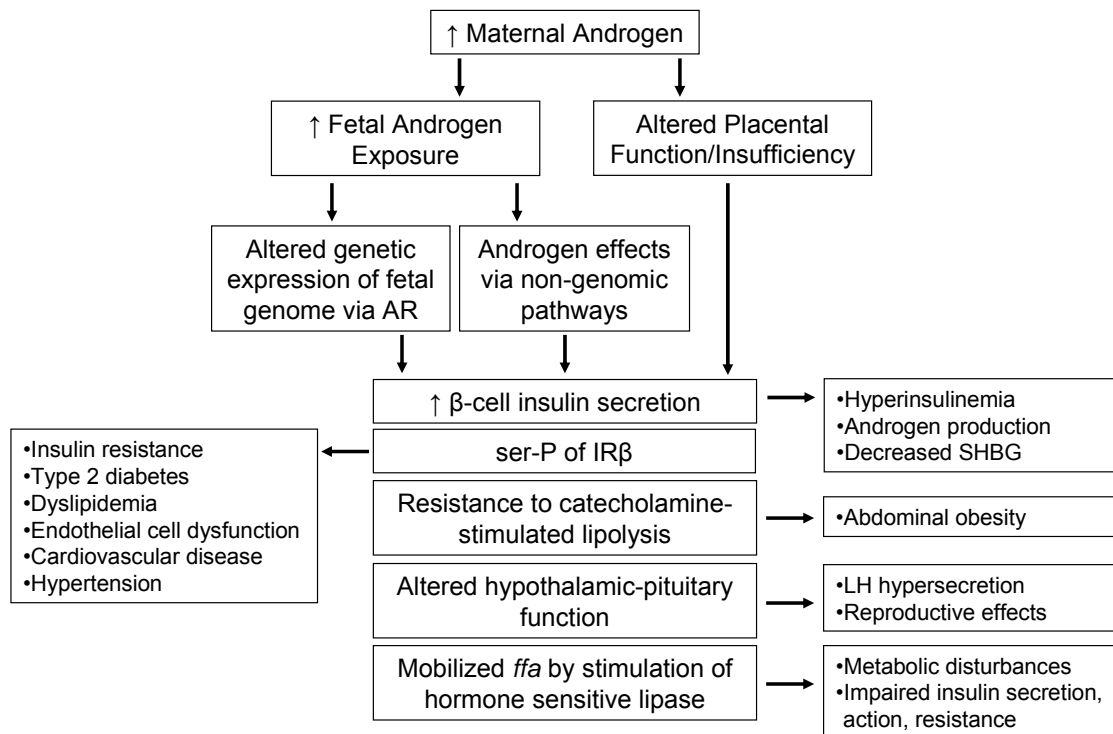 ↑ Maternal Androgen
↑ Fetal Androgen
Exposure
Altered Placental
Function/Insufficiency
Altered genetic
expression of fetal
genome via AR
Androgen effects
via non-genomic
pathways
↑ β-cell insulin secretion
•Hyperinsulinemia
•Androgen production
•Decreased SHBG
ser-P of IRβ
•Insulin resistance
•Type 2 diabetes
•Dyslipidemia
•Endothelial cell dysfunction
•Cardiovascular disease
•Hypertension
Resistance to catecholamine-
stimulated lipolysis
•Abdominal obesity
Altered hypothalamic-pituitary
function
•LH hypersecretion
•Reproductive effects
Mobilized ffa by stimulation of
hormone sensitive lipase
•Metabolic disturbances
•Impaired insulin secretion,
action, resistance